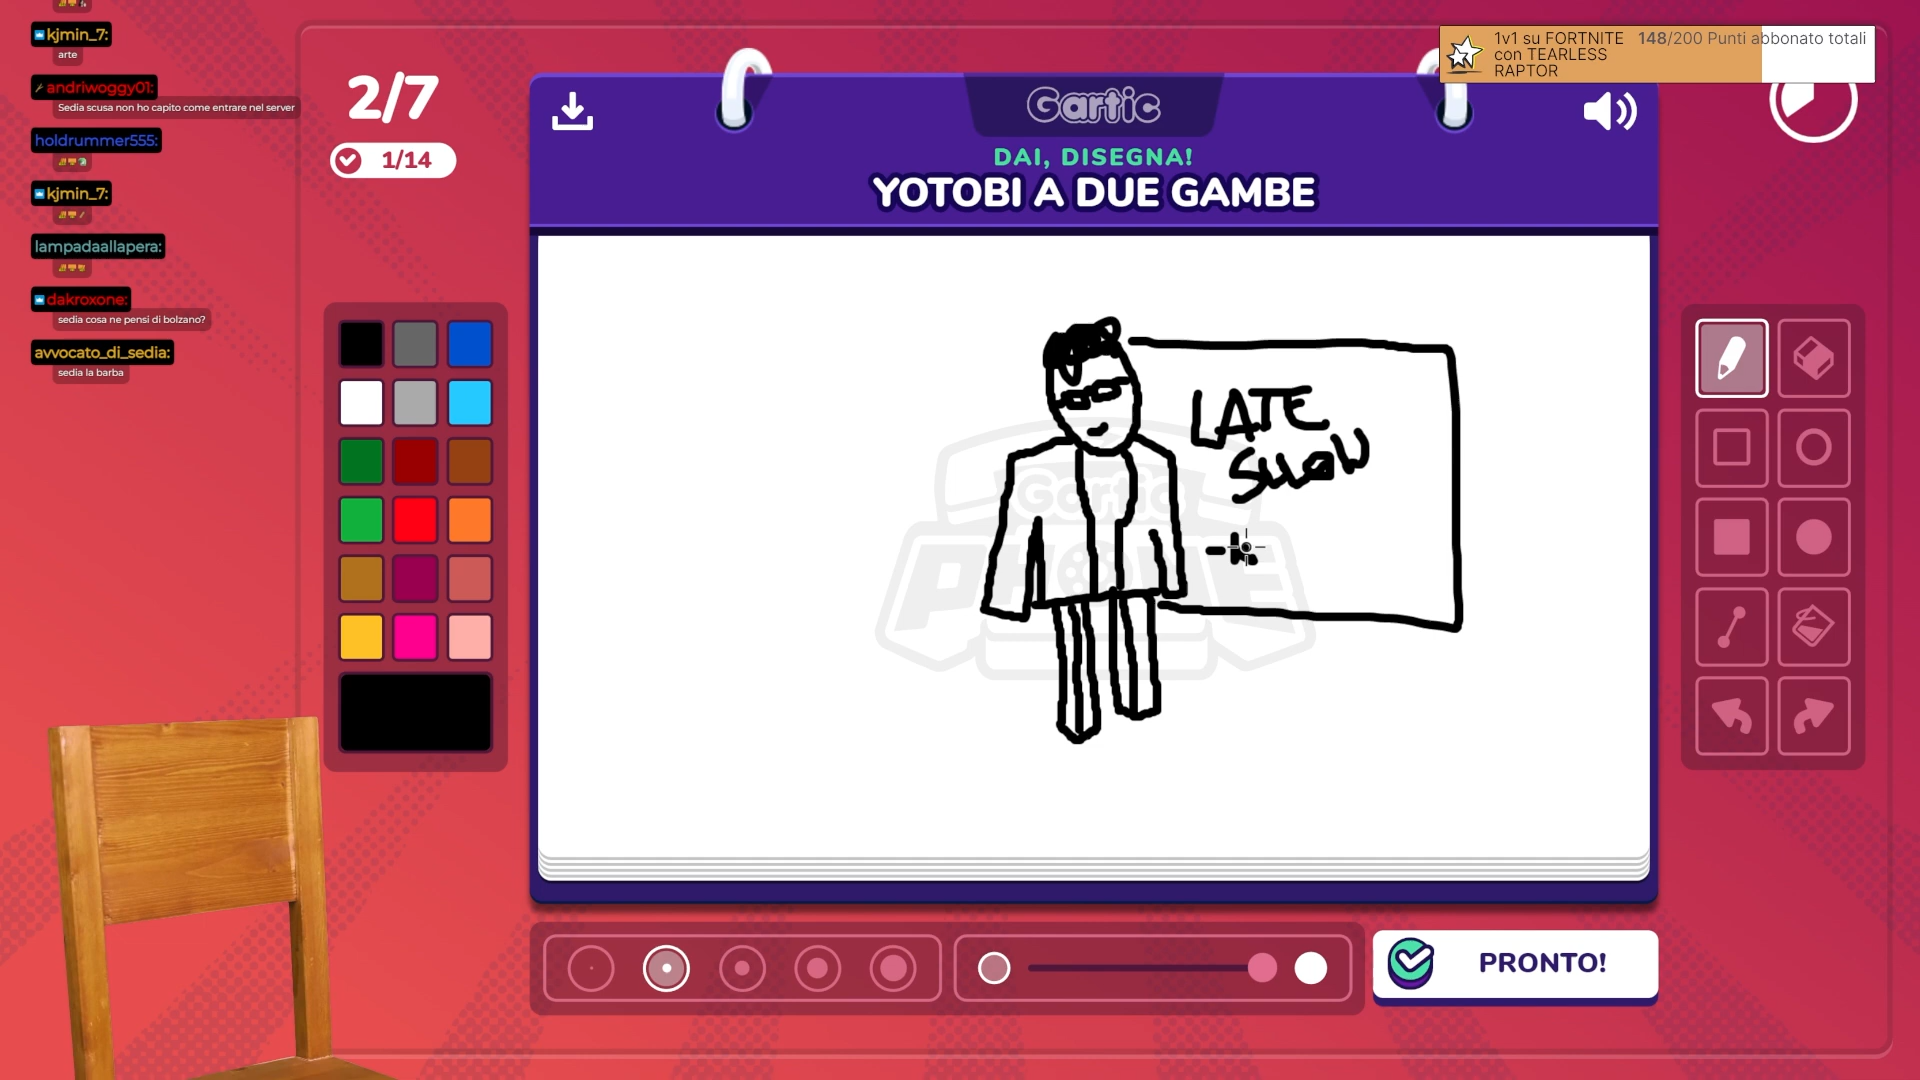 kjmin_7:
arte
andriwoggy01:
Sedia scusa non ho capito come entrare nel server
holdrummer555:
kjmin_7:
lampadaallapera:
dakroxone:
sedia cosa ne pensi di bolzano?
avvocato_di_sedia:
sedia la barba
2/7
1/14
Gartic
DAI, DISEGNA!
YOTOBI A DUE GAMBE
1v1 su FORTNITE con TEARLESS RAPTOR
148/200 Punti abbonato totali
LATE
SHOW
Gartic
PHONE
PRONTO!